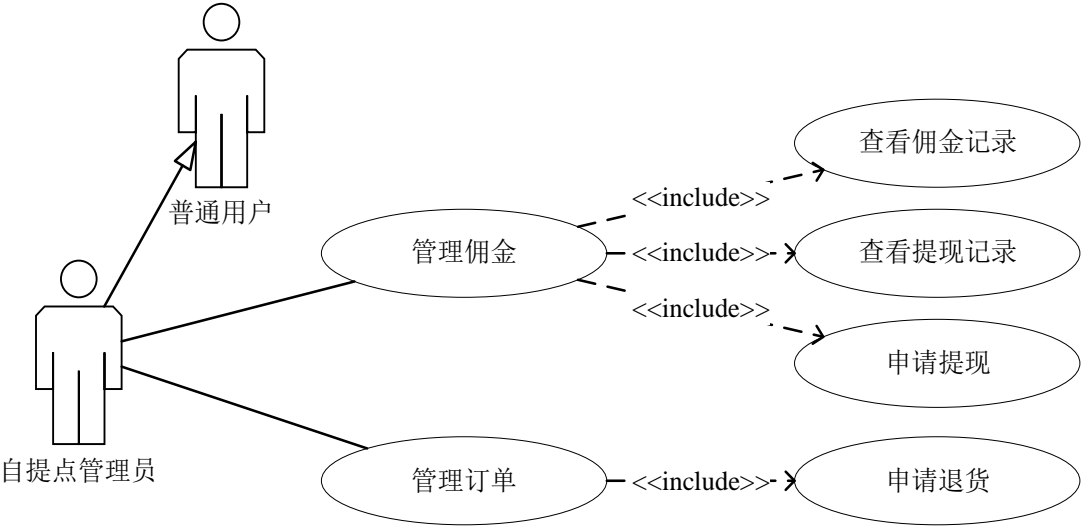 普通用户
自提点管理员
管理佣金
管理订单
<<include>>
<<include>>
<<include>>
<<include>>
查看佣金记录
查看提现记录
申请提现
申请退货